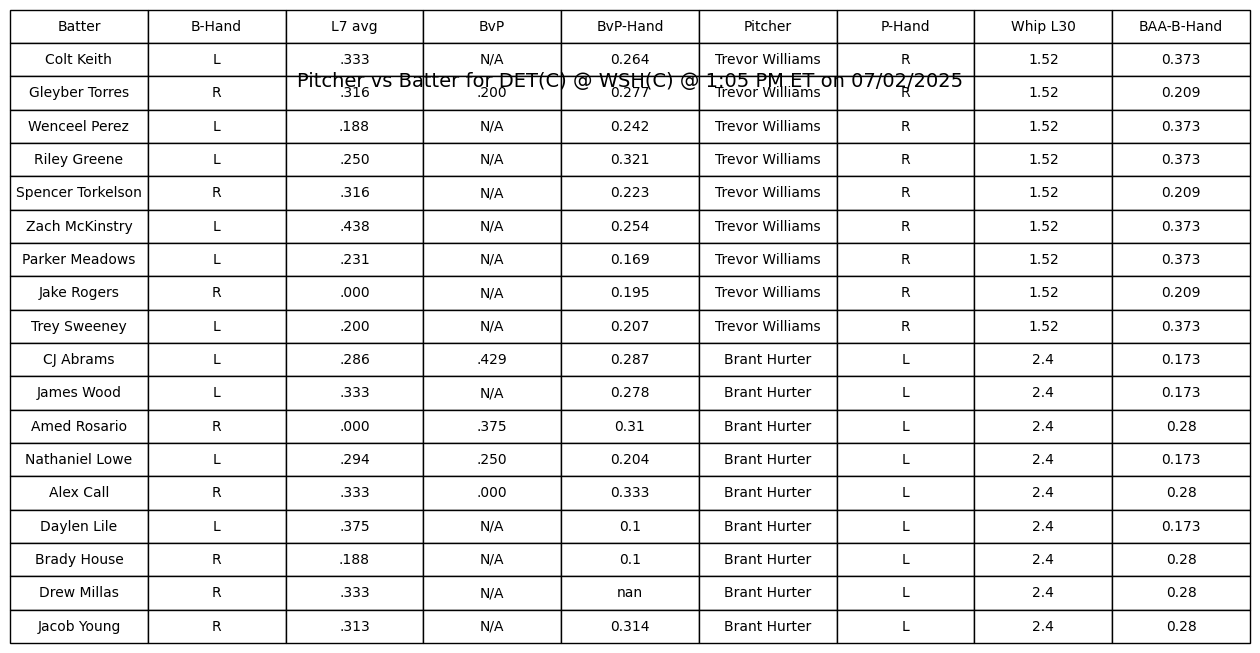 Batter B-Hand L7 avg BvP BvP-Hand Pitcher P-Hand Whip L30 BAA-B-Hand
Colt Keith L .333 N/A 0.264 Trevor Williams R 1.52 0.373
Pitcher vs Batter for DET(C) @ WSH(C) @ 1:05 PM ET on 07/02/2025
Gleyber Torres R .316 .200 0.277 Trevor Williams R 1.52 0.209
Wenceel Perez L .188 N/A 0.242 Trevor Williams R 1.52 0.373
Riley Greene L .250 N/A 0.321 Trevor Williams R 1.52 0.373
Spencer Torkelson R .316 N/A 0.223 Trevor Williams R 1.52 0.209
Zach McKinstry L .438 N/A 0.254 Trevor Williams R 1.52 0.373
Parker Meadows L .231 N/A 0.169 Trevor Williams R 1.52 0.373
Jake Rogers R .000 N/A 0.195 Trevor Williams R 1.52 0.209
Trey Sweeney L .200 N/A 0.207 Trevor Williams R 1.52 0.373
CJ Abrams L .286 .429 0.287 Brant Hurter L 2.4 0.173
James Wood L .333 N/A 0.278 Brant Hurter L 2.4 0.173
Amed Rosario R .000 .375 0.31 Brant Hurter L 2.4 0.28
Nathaniel Lowe L .294 .250 0.204 Brant Hurter L 2.4 0.173
Alex Call R .333 .000 0.333 Brant Hurter L 2.4 0.28
Daylen Lile L .375 N/A 0.1 Brant Hurter L 2.4 0.173
Brady House R .188 N/A 0.1 Brant Hurter L 2.4 0.28
Drew Millas R .333 N/A nan Brant Hurter L 2.4 0.28
Jacob Young R .313 N/A 0.314 Brant Hurter L 2.4 0.28